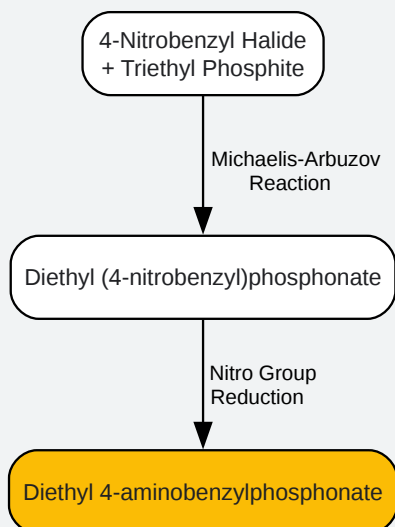 4-Nitrobenzyl Halide
+ Triethyl Phosphite
Michaelis-Arbuzov
Reaction
Diethyl (4-nitrobenzyl)phosphonate
Nitro Group
Reduction
Diethyl 4-aminobenzylphosphonate